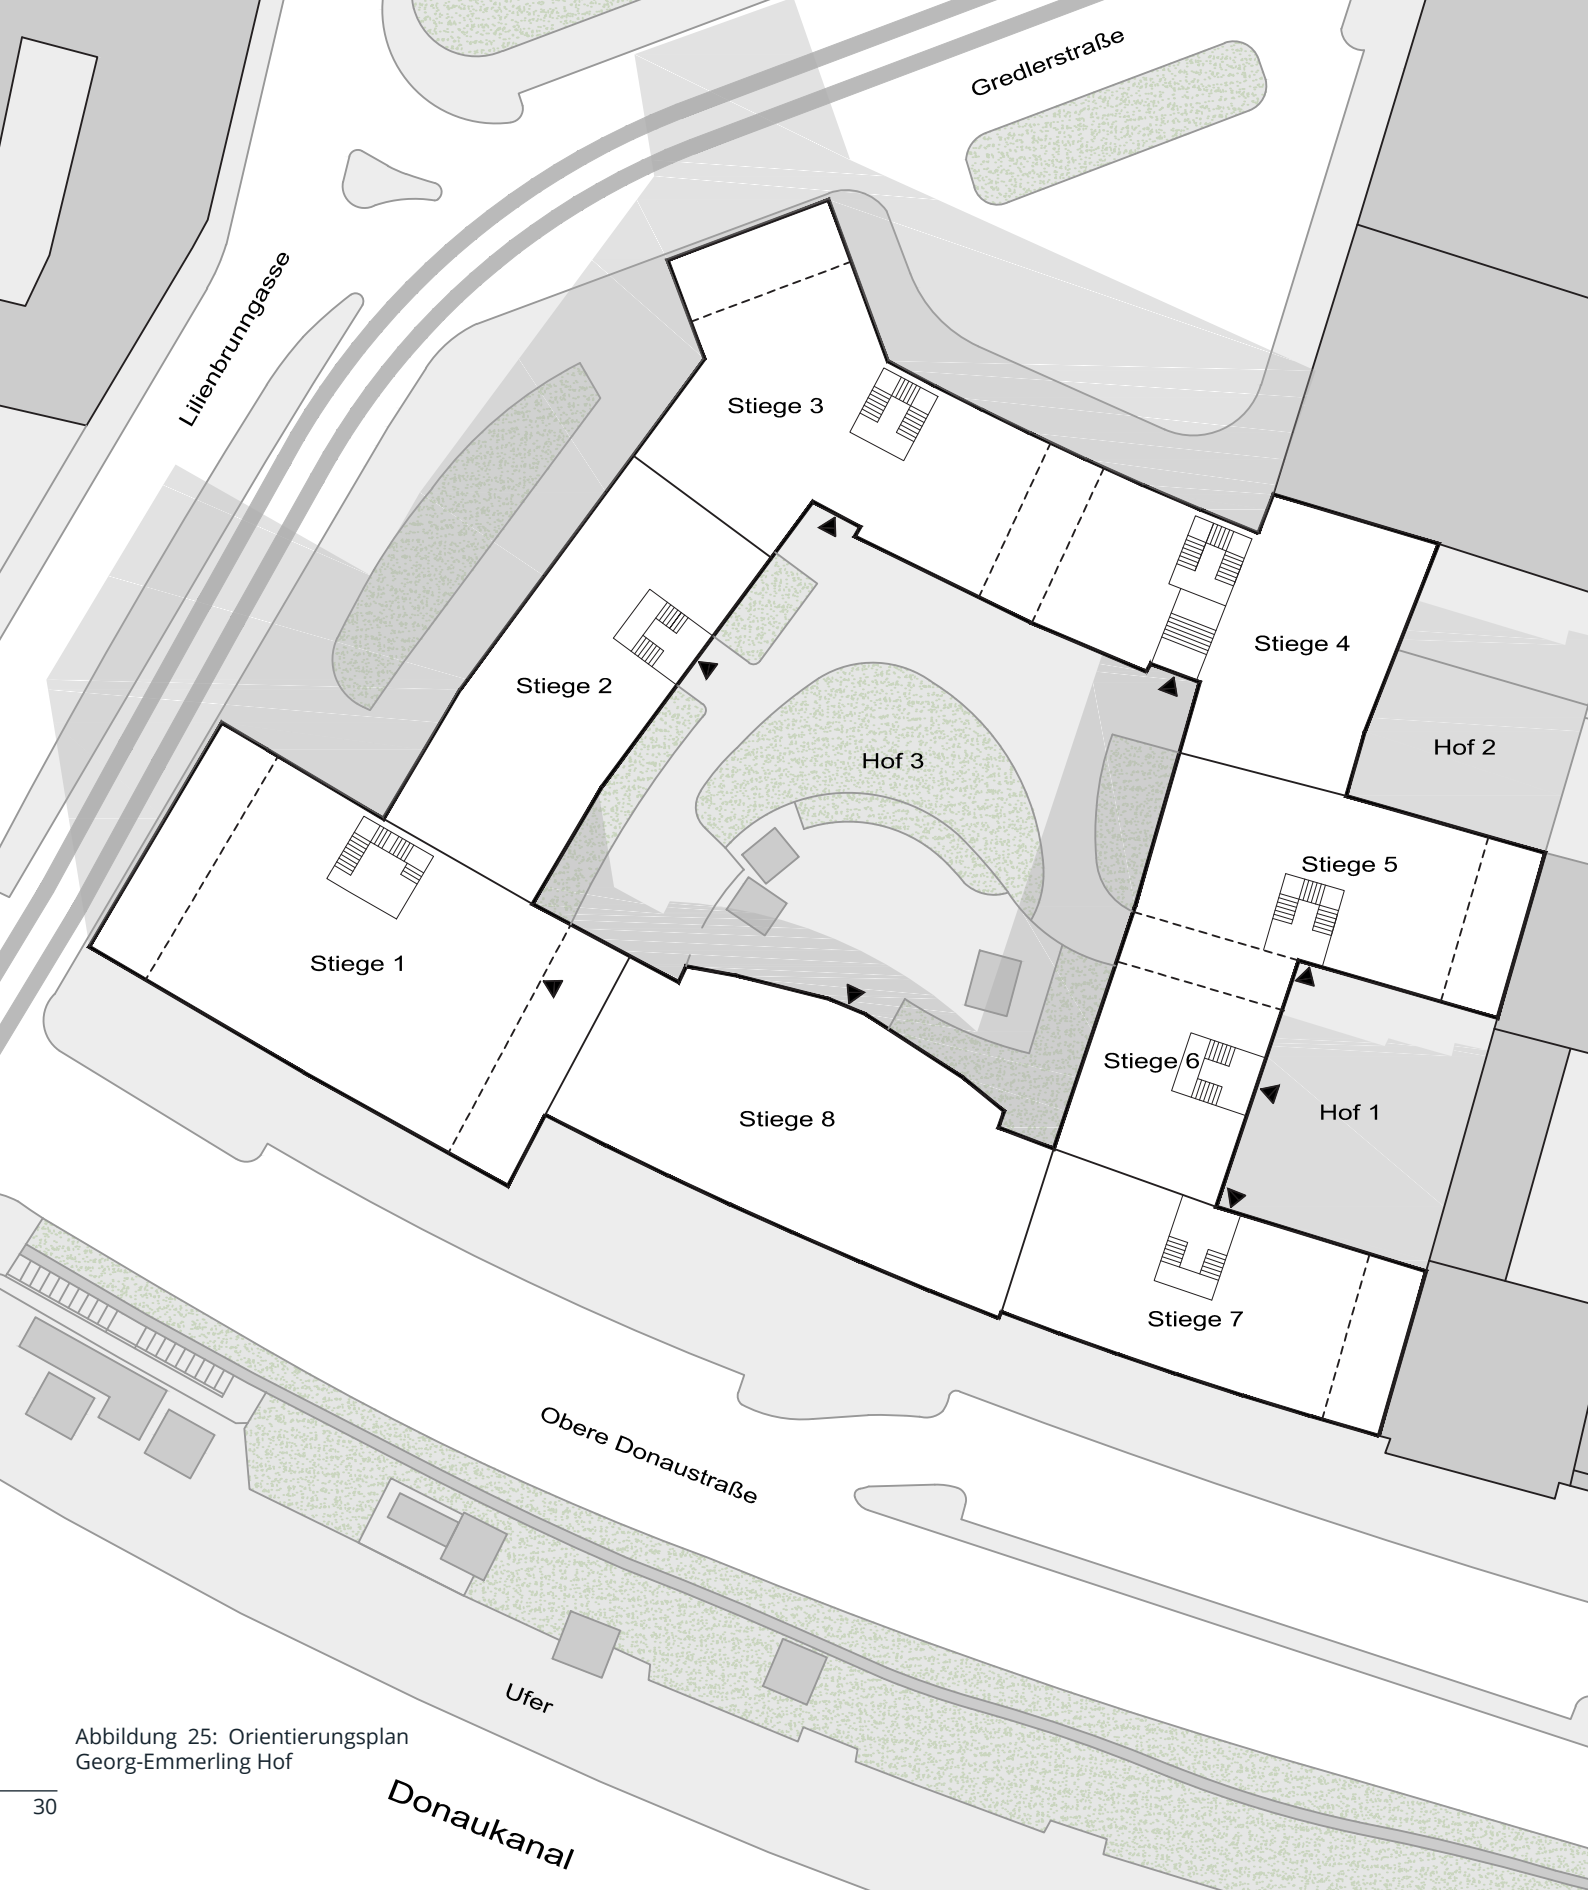 Gredlerstraße
Lilienbrunngasse
Stiege 3
Stiege 4
Stiege 2
Hof 2
Hof 3
Stiege 5
Stiege 1
Stiege 6
Hof 1
Stiege 8
Stiege 7
Obere Donaustraße
Ufer
Abbildung 25: Orientierungsplan
Georg-Emmerling Hof
30
Donaukanal